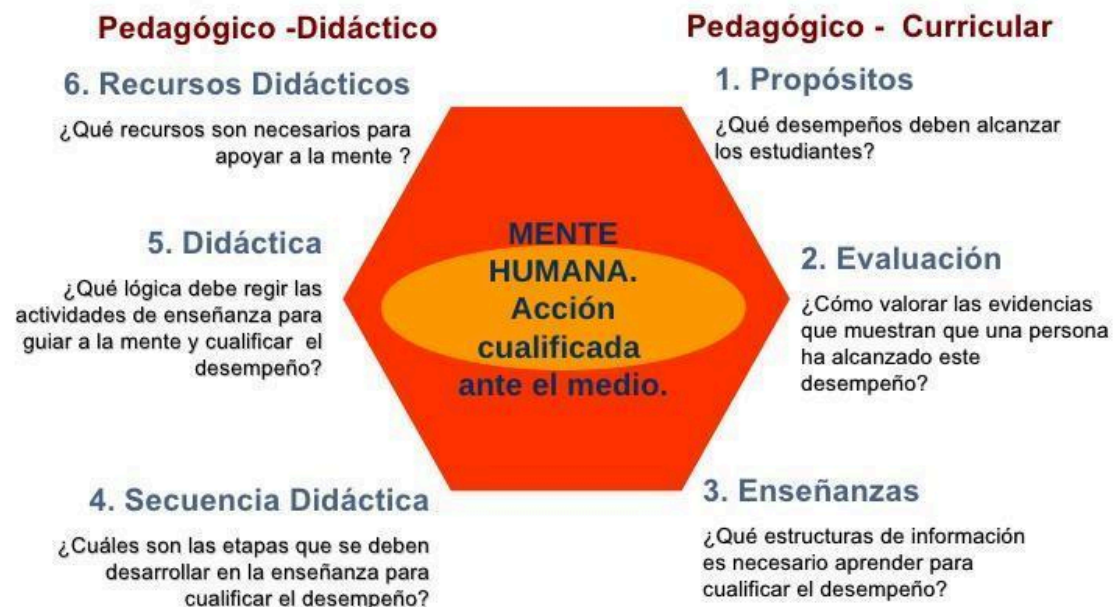 Pedagógico -Didáctico
Pedagógico - Curricular
6. Recursos Didácticos
¿Qué recursos son necesarios para
apoyar a la mente ?
1. Propósitos
¿Qué desempeños deben alcanzar
los estudiantes?
5. Didáctica
¿Qué lógica debe regir las
actividades de enseñanza para
guiar a la mente y cualificar el
desempeño?
MENTE
HUMANA.
Acción
cualificada
ante el medio.
2. Evaluación
¿Cómo valorar las evidencias
que muestran que una persona
ha alcanzado este
desempeño?
4. Secuencia Didáctica
¿Cuáles son las etapas que se deben
desarrollar en la enseñanza para
cualificar el desempeño?
3. Enseñanzas
¿Qué estructuras de información
es necesario aprender para
cualificar el desempeño?